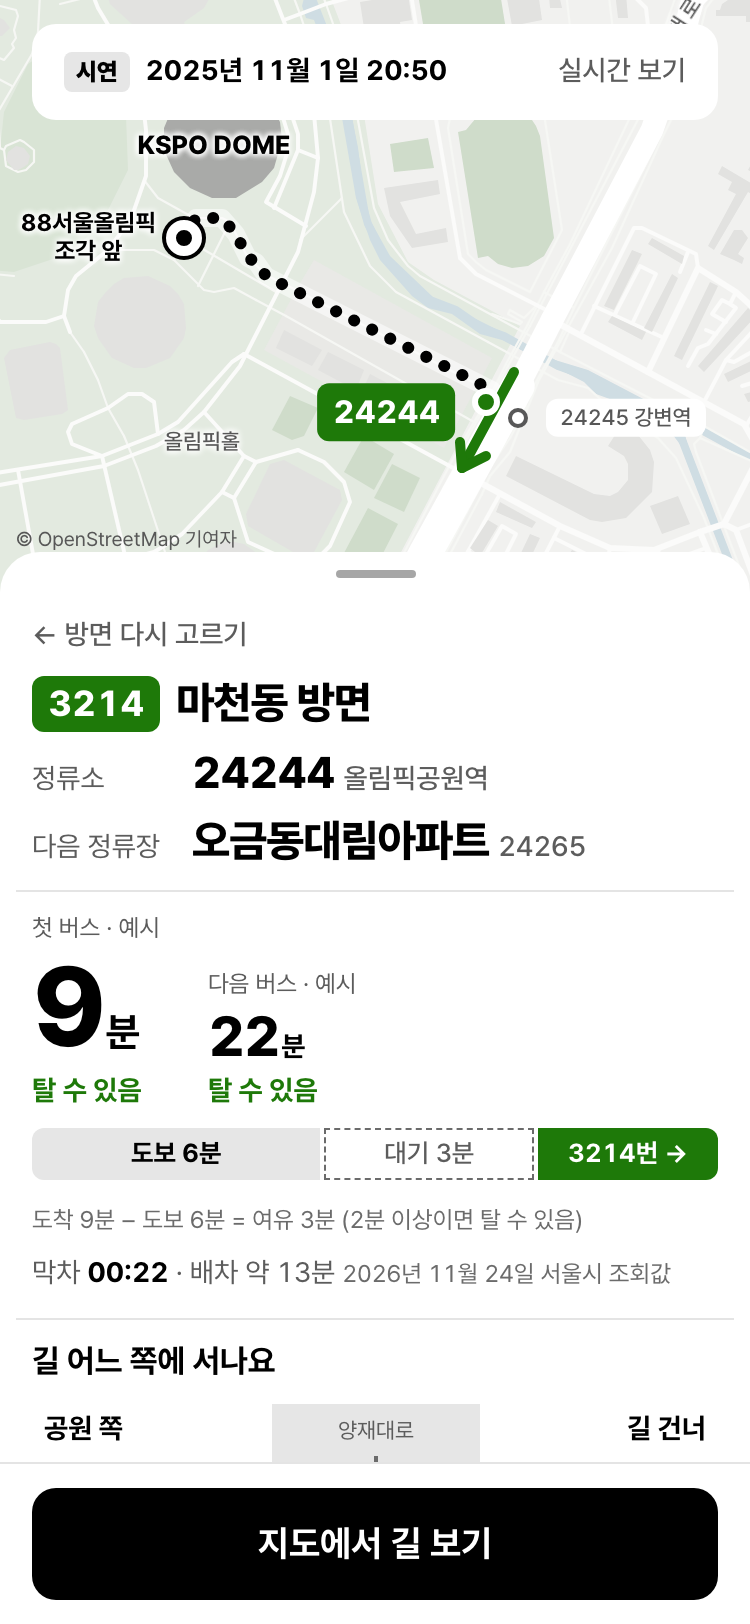 시연 2025년 11월 1일 20:50 실시간 보기
KSPO DOME
88서울올림픽
조각 앞
24244
24245 강변역
올림픽홀
© OpenStreetMap 기여자
← 방면 다시 고르기
3214 마천동 방면
정류소 24244 올림픽공원역
다음 정류장 오금동대림아파트 24265
첫 버스 · 예시
다음 버스 · 예시
9분
22분
탈 수 있음 탈 수 있음
도보 6분 대기 3분 3214번 →
도착 9분 – 도보 6분 = 여유 3분 (2분 이상이면 탈 수 있음)
막차 00:22 · 배차 약 13분 2026년 11월 24일 서울시 조회값
길 어느 쪽에 서나요
공원 쪽 양재대로 길 건너
지도에서 길 보기